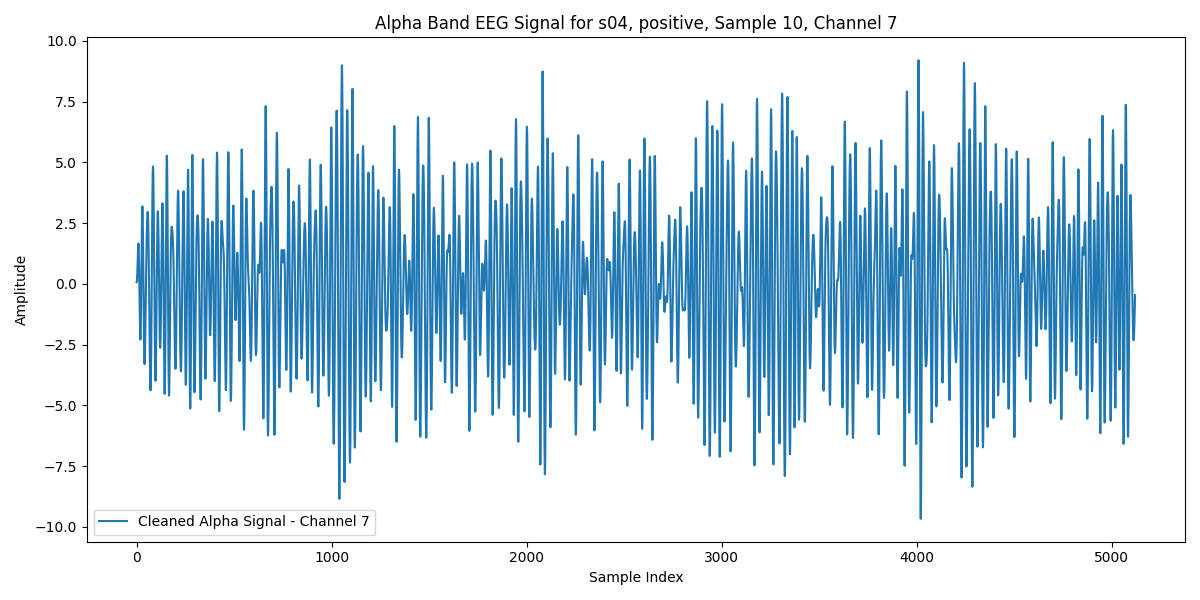 Alpha Band EEG Signal for s04, positive, Sample 10, Channel 7
10.0
7.5
5.0
2.5
0.0
−2.5
−5.0
−7.5
−10.0
Amplitude
Cleaned Alpha Signal - Channel 7
0 1000 2000 3000 4000 5000
Sample Index